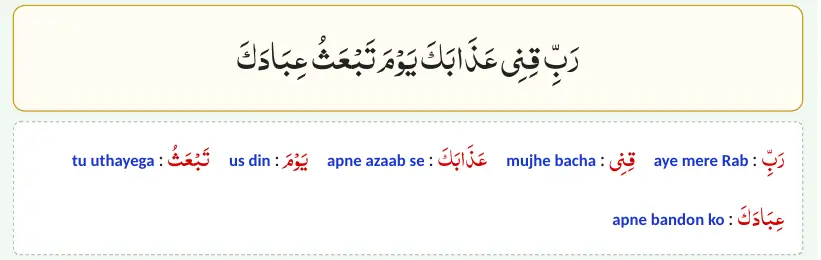 رَبِّ قِنِى عَذَابَكَ يَوْمَ تَبْعَثُ عِبَادَكَ
رَبِّ : aye mere Rab قِنِى : mujhe bacha عَذَابَكَ : apne azaab se يَوْمَ : us din تَبْعَثُ : tu uthayega
عِبَادَكَ : apne bandon ko